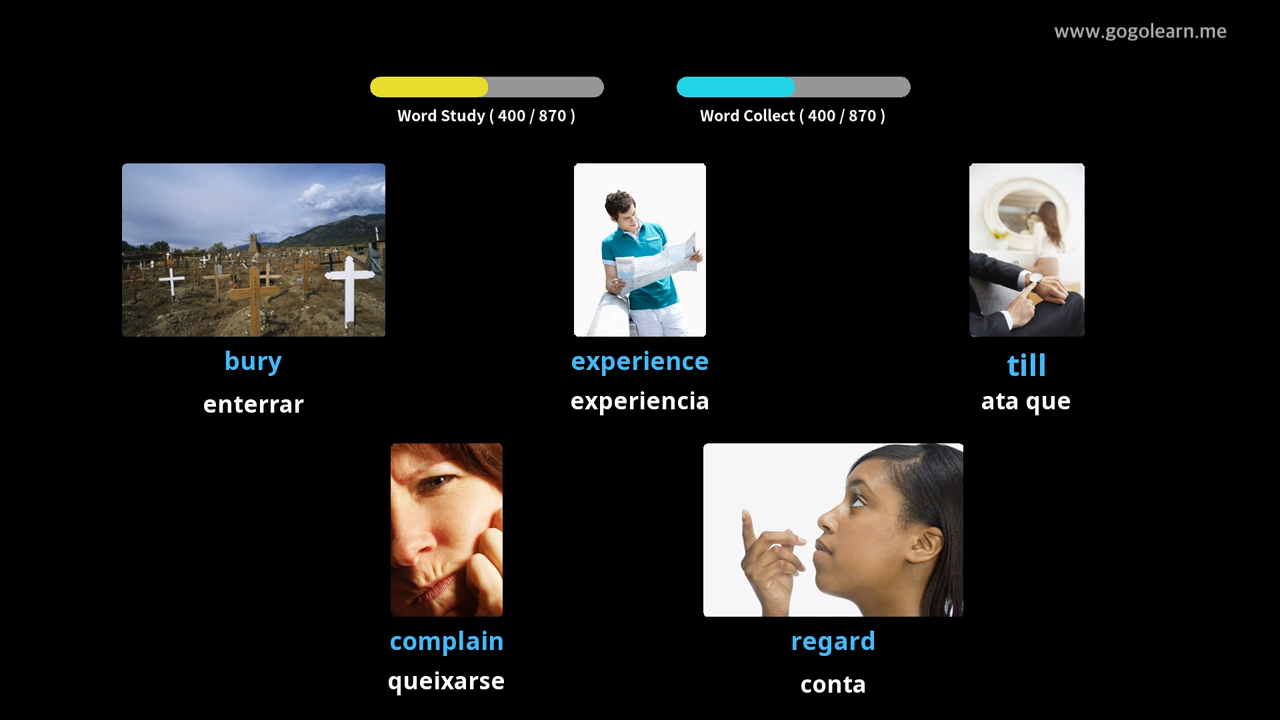 www.gogolearn.me
Word Study ( 400 / 870 )
Word Collect ( 400 / 870 )
bury
enterrar
experience
experiencia
till
ata que
complain
queixarse
regard
conta